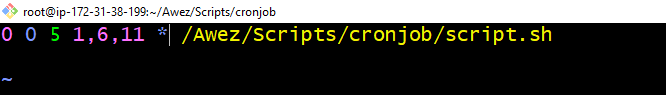 root@ip-172-31-38-199:~/Awez/Scripts/cronjob
0 0 5 1,6,11 * /Awez/Scripts/cronjob/script.sh
~